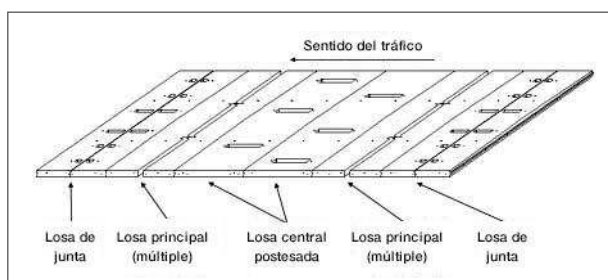 Sentido del tráfico
Losa de
junta
Losa principal
(múltiple)
Losa central
postesada
Losa principal
(múltiple)
Losa de
junta